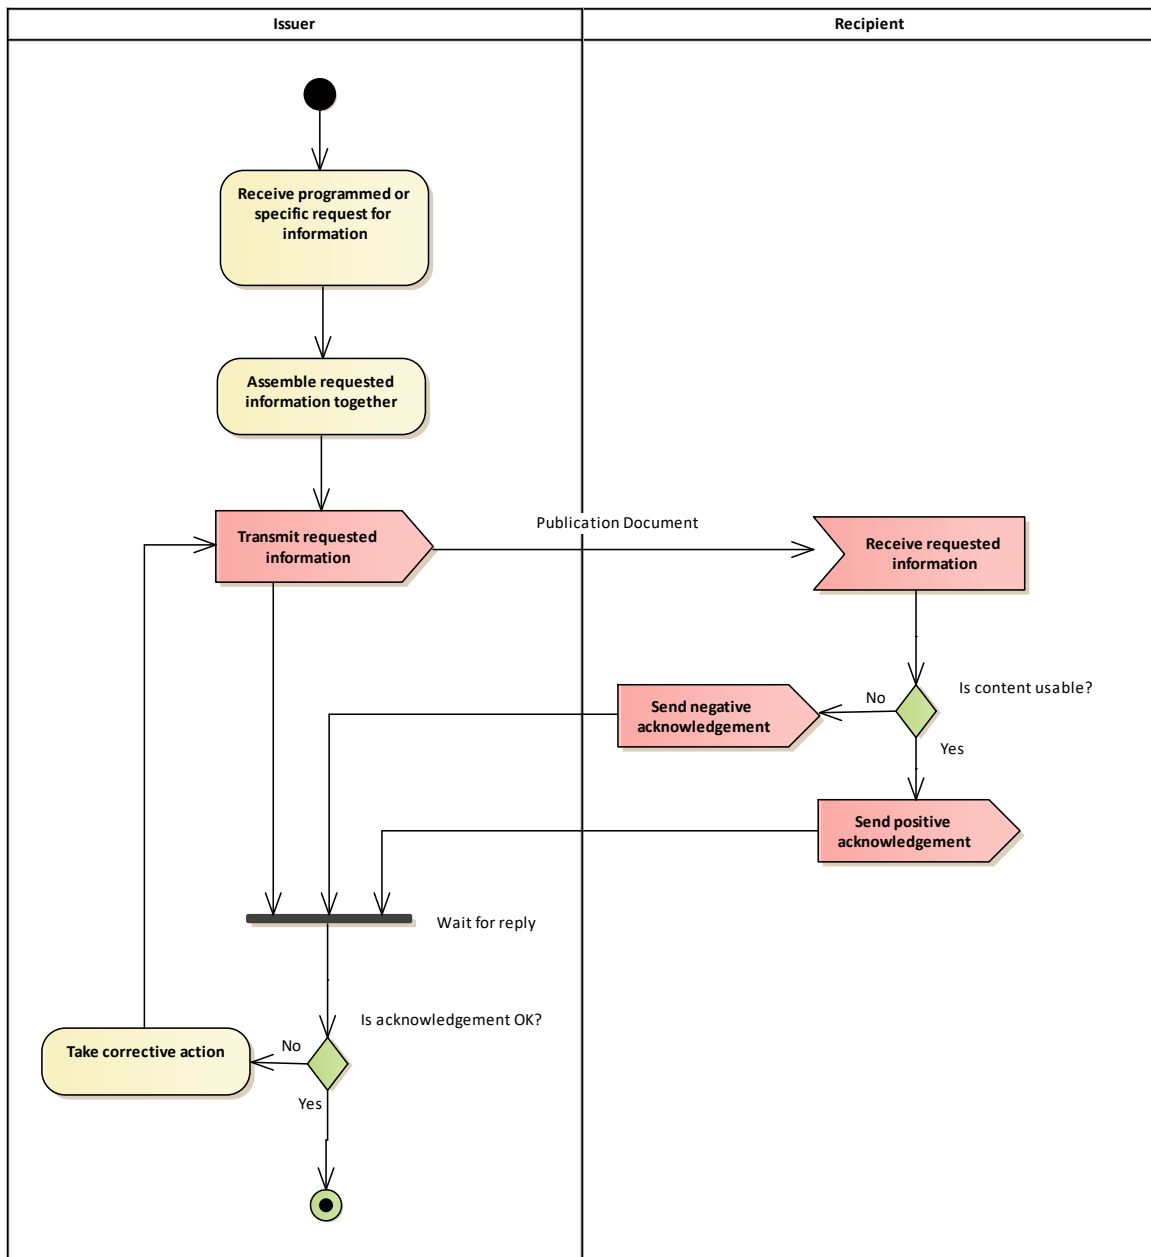 Issuer
Recipient
Receive programmed or
specific request for
information
Assemble requested
information together
Transmit requested
information
Publication Document
Receive requested
information
Is content usable?
No
Send negative
acknowledgement
Yes
Send positive
acknowledgement
Wait for reply
Is acknowledgement OK?
No
Take corrective action
Yes